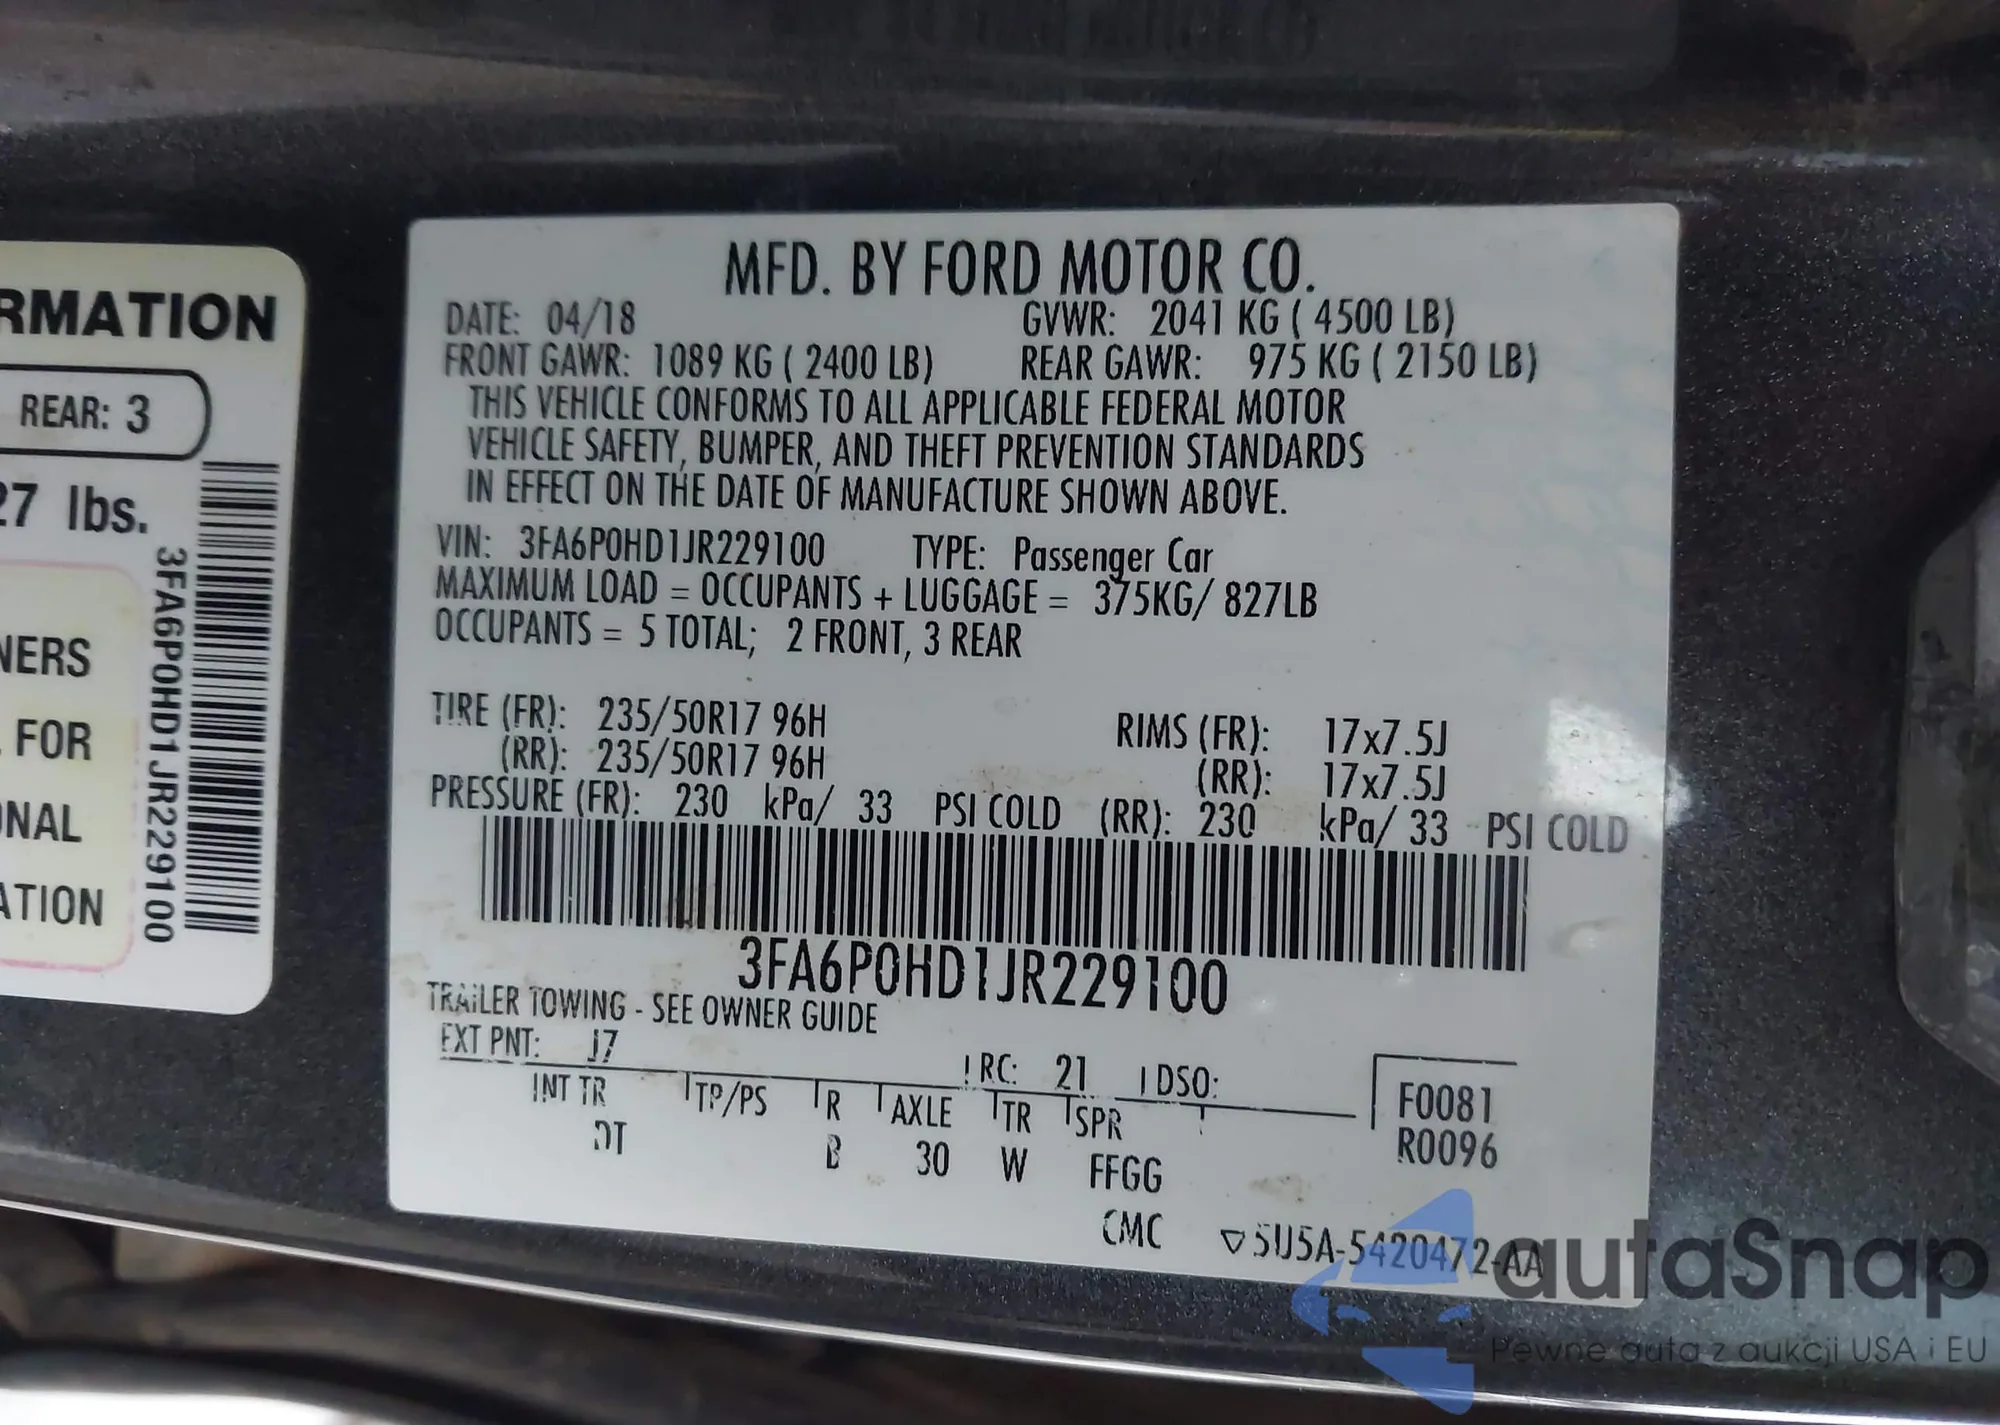 RMATION
REAR: 3
27 lbs.
3FA6P0HD1JR229100
NERS
FOR
ONAL
ATION
MFD. BY FORD MOTOR CO.
DATE: 04/18 GVWR: 2041 KG ( 4500 LB)
FRONT GAWR: 1089 KG ( 2400 LB) REAR GAWR: 975 KG ( 2150 LB)
THIS VEHICLE CONFORMS TO ALL APPLICABLE FEDERAL MOTOR
VEHICLE SAFETY, BUMPER, AND THEFT PREVENTION STANDARDS
IN EFFECT ON THE DATE OF MANUFACTURE SHOWN ABOVE.
VIN: 3FA6P0HD1JR229100 TYPE: Passenger Car
MAXIMUM LOAD = OCCUPANTS + LUGGAGE = 375KG/ 827LB
OCCUPANTS = 5 TOTAL; 2 FRONT, 3 REAR
TIRE (FR): 235/50R17 96H RIMS (FR): 17x7.5J
(RR): 235/50R17 96H (RR): 17x7.5J
PRESSURE (FR): 230 kPa/ 33 PSI COLD (RR): 230 kPa/ 33 PSI COLD
3FA6P0HD1JR229100
TRAILER TOWING - SEE OWNER GUIDE
EXT PNT: J7 RC: 21 DSO: F0081
INT TR TP/PS R AXLE TR SPR R0096
DT B 30 W FFGG
CMC ▽5U5A-5420472-AA
autaSnap
Pewne auta z aukcji USA i EU